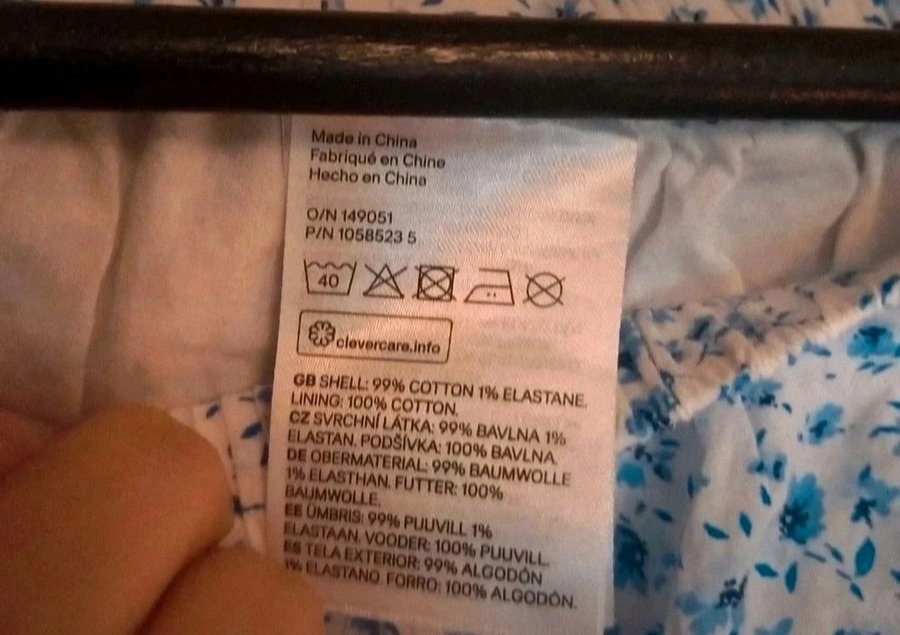 Made in China
Fabriqué en Chine
Hecho en China
O/N 149051
P/N 1058523 5
40
clevercare.info
GB SHELL: 99% COTTON 1% ELASTANE.
LINING: 100% COTTON.
CZ SVRCHNÍ LÁTKA: 99% BAVLNA 1%
ELASTAN. PODŠÍVKA: 100% BAVLNA.
DE OBERMATERIAL: 99% BAUMWOLLE
1% ELASTHAN. FUTTER: 100%
BAUMWOLLE.
EE ÜMBRIS: 99% PUUVILL 1%
ELASTAAN. VOODER: 100% PUUVILL.
ES TELA EXTERIOR: 99% ALGODÓN
1% ELASTANO. FORRO: 100% ALGODÓN.